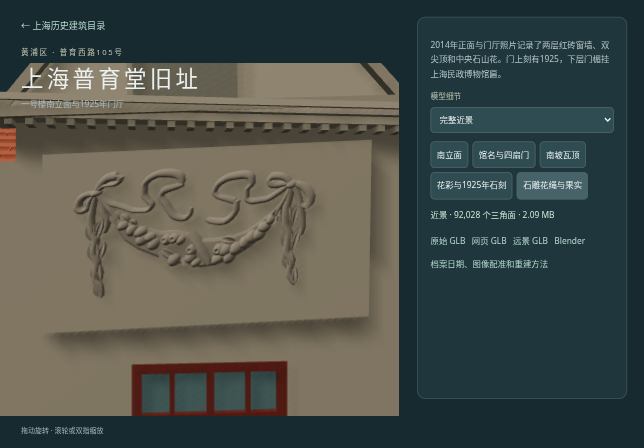 ← 上海历史建筑目录
黄浦区 · 普育西路105号
上海普育堂旧址
一号楼南立面与1925年门厅
2014年正面与门厅照片记录了两层红砖窗墙、双
尖顶和中央石山花。门上刻有1925，下层门楣挂
上海民政博物馆匾。
模型细节
完整近景
南立面
馆名与四扇门
南坡瓦顶
花彩与1925年石刻
石雕花绳与果实
近景 · 92,028 个三角面 · 2.09 MB
原始 GLB 网页 GLB 远景 GLB Blender
档案日期、图像配准和重建方法
拖动旋转 · 滚轮或双指缩放